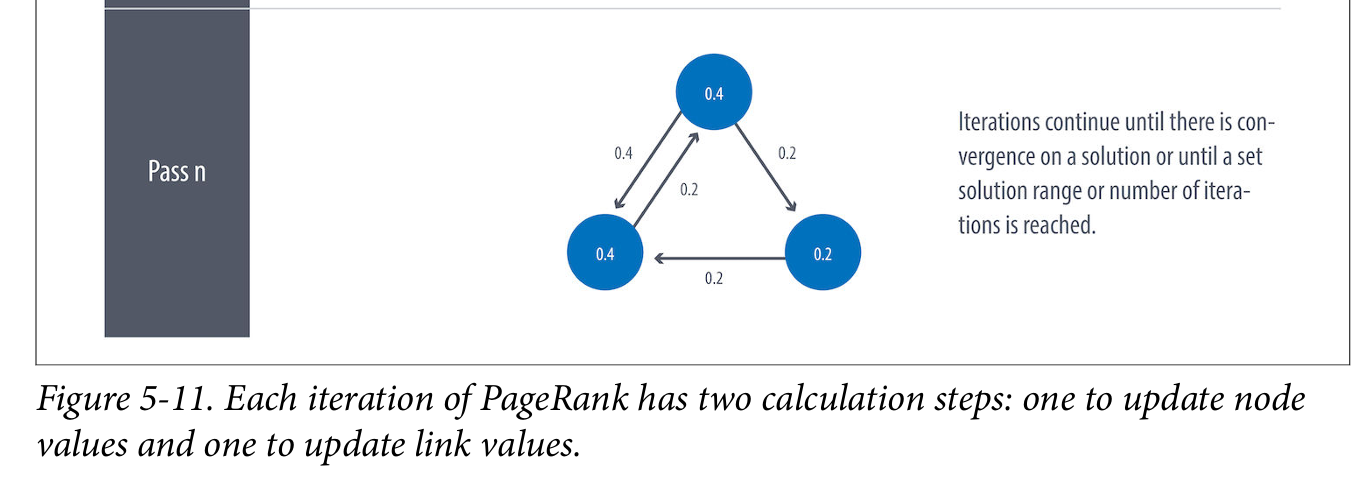 Pass n
0.4
0.4
0.2
0.2
0.4
0.2
0.2
Iterations continue until there is con-
vergence on a solution or until a set
solution range or number of itera-
tions is reached.
Figure 5-11. Each iteration of PageRank has two calculation steps: one to update node
values and one to update link values.